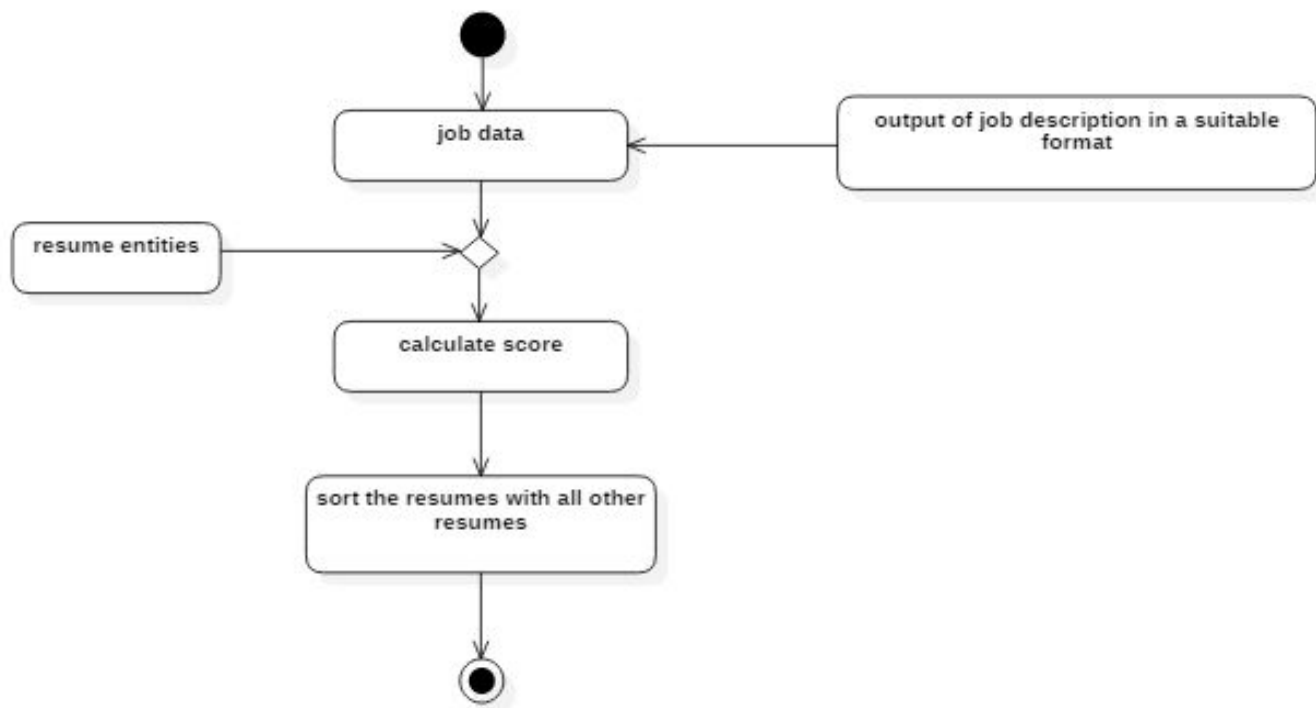 job data
output of job description in a suitable
format
resume entities
calculate score
sort the resumes with all other
resumes